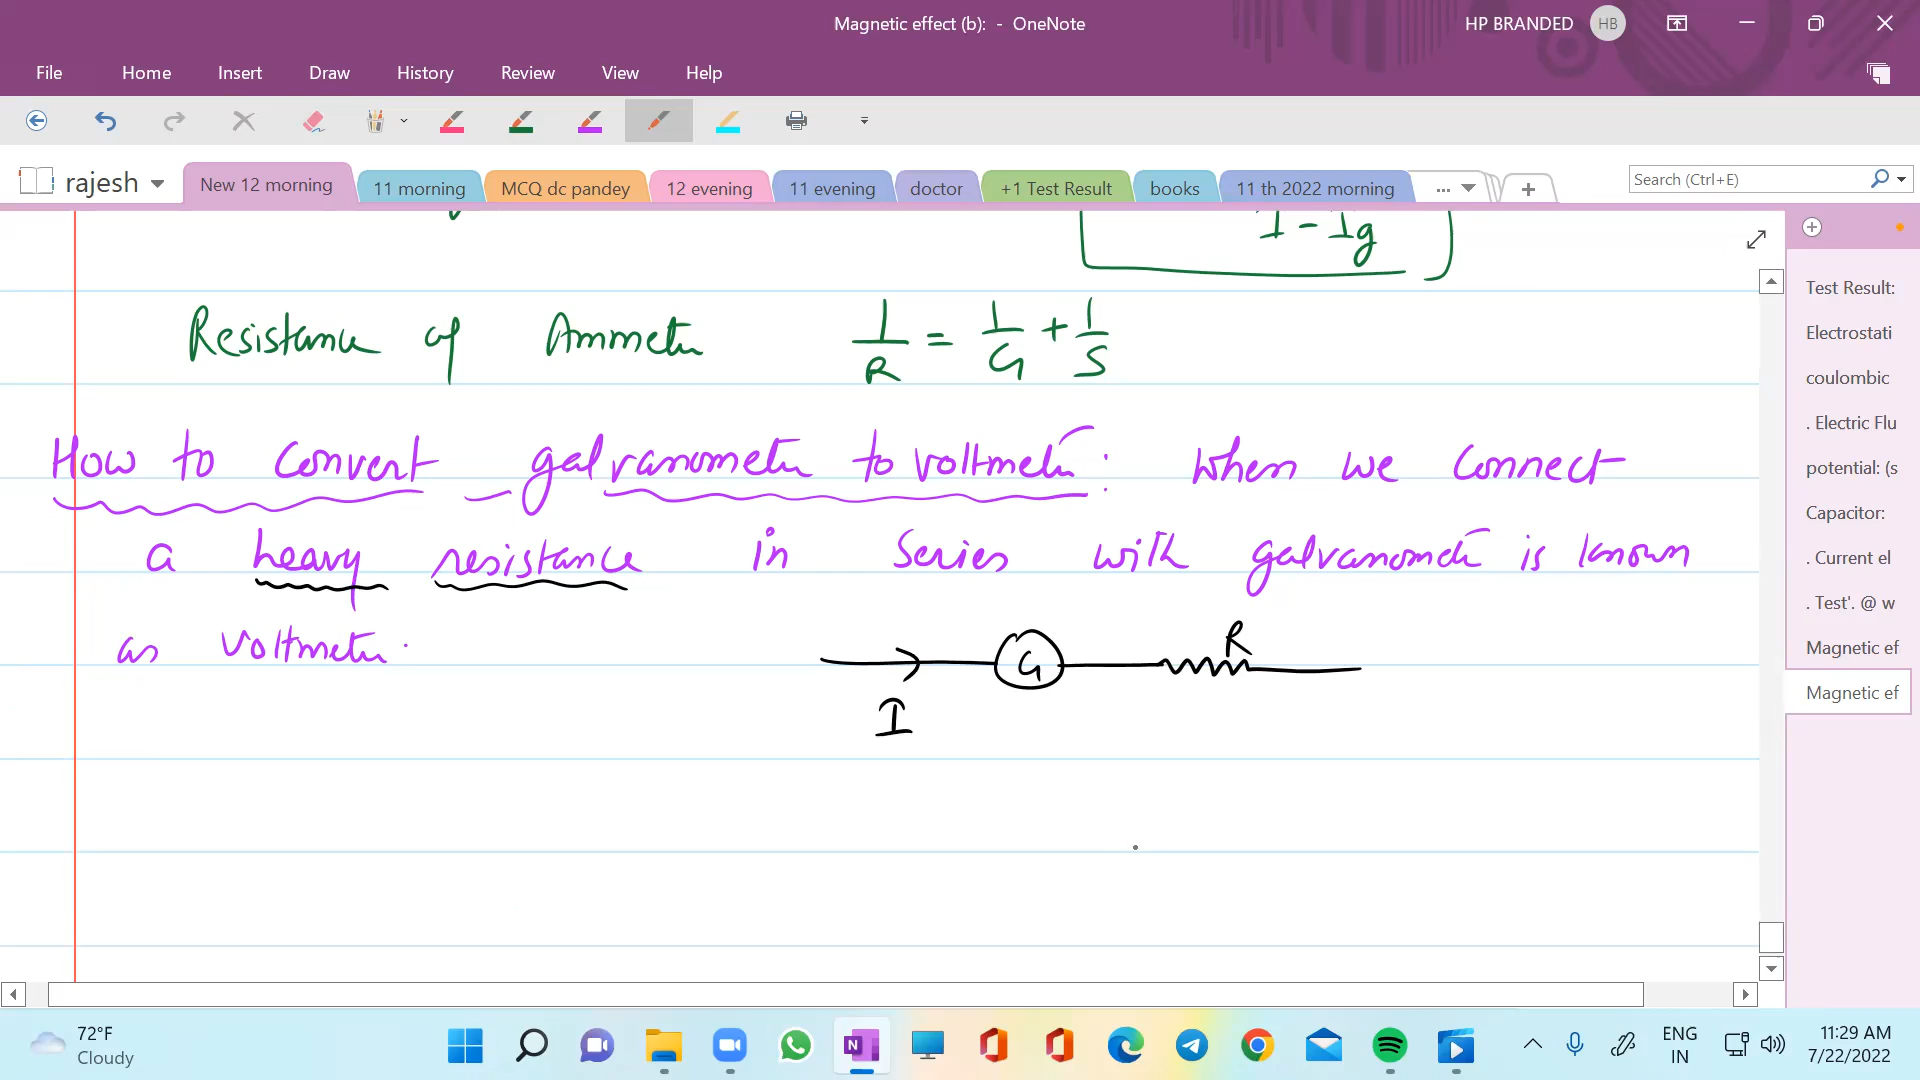 Magnetic effect (b): - OneNote
HP BRANDED HB
File Home Insert Draw History Review View Help
rajesh New 12 morning 11 morning MCQ dc pandey 12 evening 11 evening doctor +1 Test Result books 11 th 2022 morning ... Search (Ctrl+E)
I - Ig
Resistance of Ammeter 1/R = 1/G + 1/S
How to convert galvanometer to voltmeter: When we connect
a heavy resistance in series with galvanometer is known
as voltmeter.
G
R
I
Test Result:
Electrostati
coulombic
. Electric Flu
potential: (s
Capacitor:
. Current el
. Test'. @ w
Magnetic ef
Magnetic ef
72°F
Cloudy
ENG
IN
11:29 AM
7/22/2022